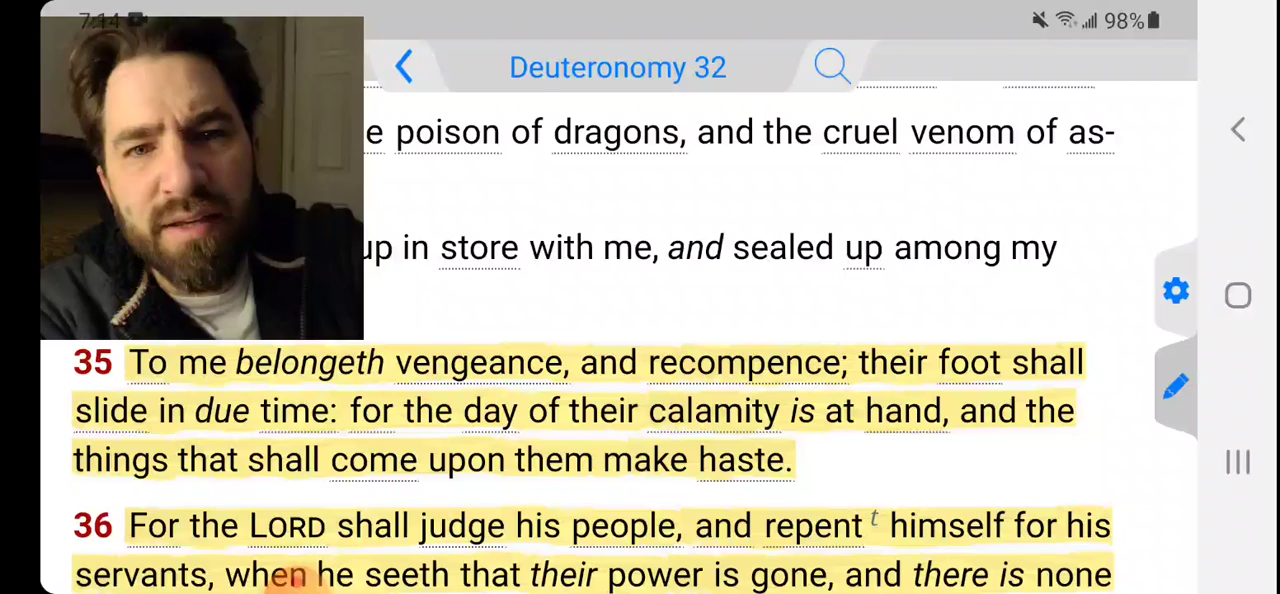 7:14
98%
Deuteronomy 32
e poison of dragons, and the cruel venom of as-
up in store with me, and sealed up among my
35 To me belongeth vengeance, and recompence; their foot shall
slide in due time: for the day of their calamity is at hand, and the
things that shall come upon them make haste.
36 For the LORD shall judge his people, and repent t himself for his
servants, when he seeth that their power is gone, and there is none